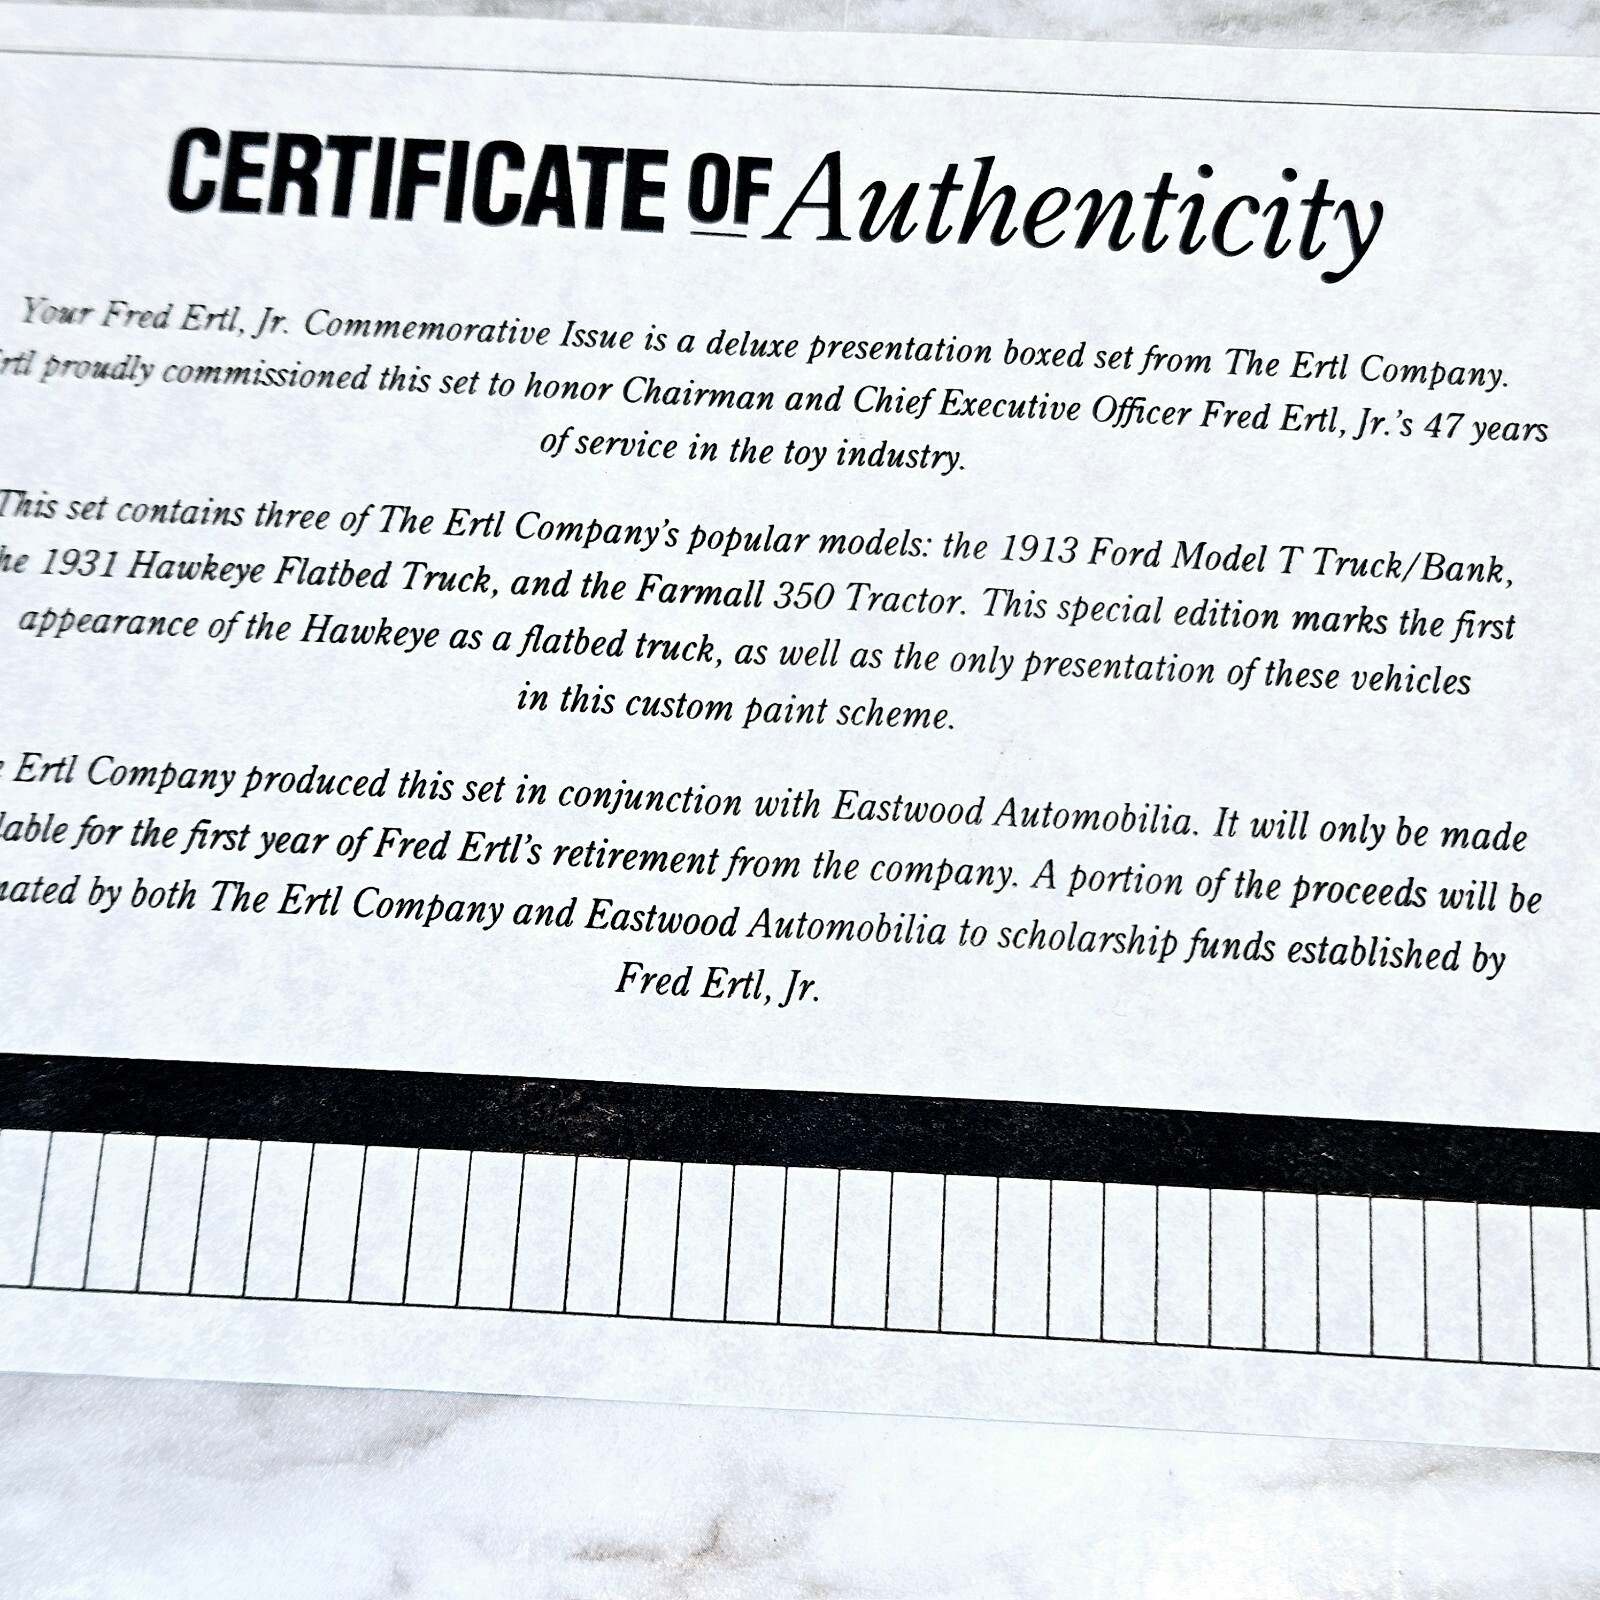 CERTIFICATE OF Authenticity
Your Fred Ertl, Jr. Commemorative Issue is a deluxe presentation boxed set from The Ertl Company.
proudly commissioned this set to honor Chairman and Chief Executive Officer Fred Ertl, Jr.'s 47 years
of service in the toy industry.
This set contains three of The Ertl Company's popular models: the 1913 Ford Model T Truck/Bank,
1931 Hawkeye Flatbed Truck, and the Farmall 350 Tractor. This special edition marks the first
appearance of the Hawkeye as a flatbed truck, as well as the only presentation of these vehicles
in this custom paint scheme.
Ertl Company produced this set in conjunction with Eastwood Automobilia. It will only be made
for the first year of Fred Ertl's retirement from the company. A portion of the proceeds will be
by both The Ertl Company and Eastwood Automobilia to scholarship funds established by
Fred Ertl, Jr.